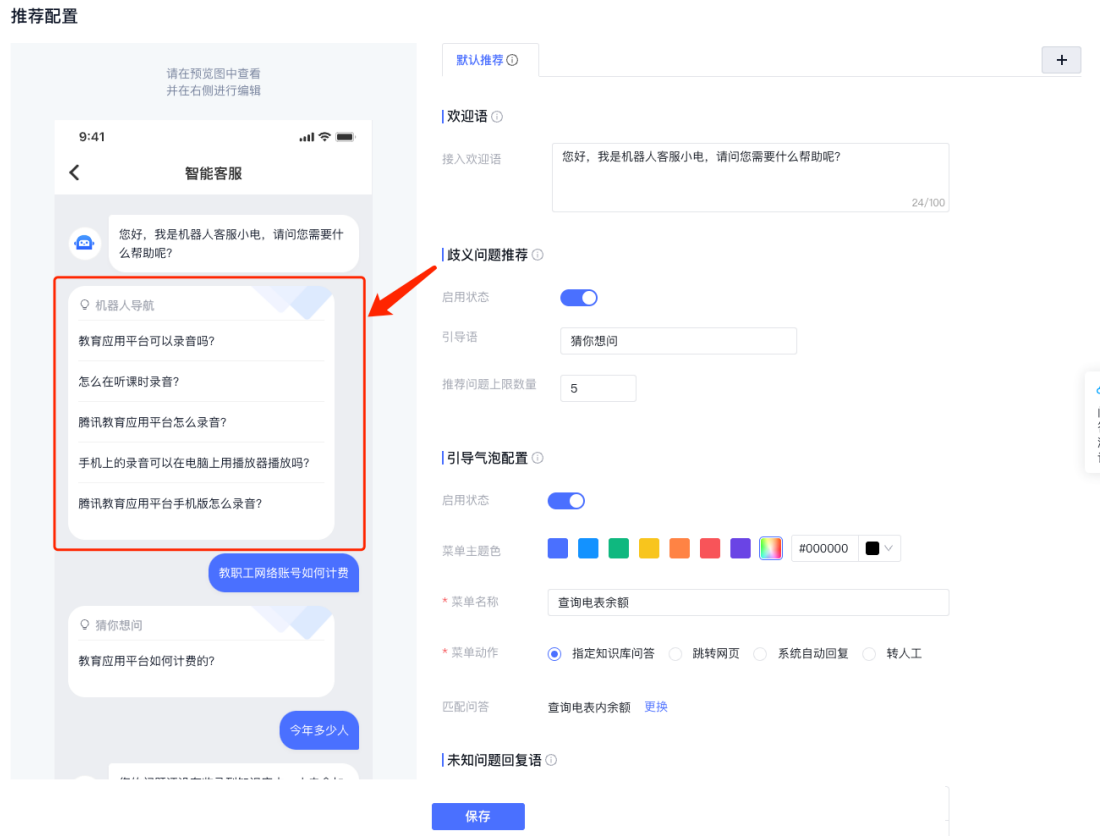 推荐配置
请在预览图中查看
并在右侧进行编辑
9:41
智能客服
您好，我是机器人客服小电，请问您需要什
么帮助呢？
机器人导航
教育应用平台可以录音吗？
怎么在听课时录音？
腾讯教育应用平台怎么录音？
手机上的录音可以在电脑上用播放器播放吗？
腾讯教育应用平台手机版怎么录音？
教职工网络账号如何计费
猜你想问
教育应用平台如何计费的？
今年多少人
默认推荐
+
欢迎语
接入欢迎语
您好，我是机器人客服小电，请问您需要什么帮助呢？
24/100
歧义问题推荐
启用状态
引导语
猜你想问
推荐问题上限数量
5
引导气泡配置
启用状态
菜单主题色
#000000
* 菜单名称
查询电表余额
* 菜单动作
指定知识库问答
跳转网页
系统自动回复
转人工
匹配问答
查询电表内余额 更换
未知问题回复语
保存